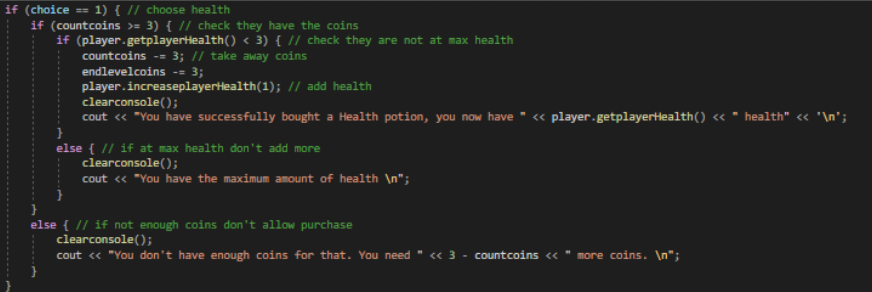 if (choice == 1) { // choose health
if (countcoins >= 3) { // check they have the coins
if (player.getplayerHealth() < 3) { // check they are not at max health
countcoins -= 3; // take away coins
endlevelcoins -= 3;
player.increaseplayerHealth(1); // add health
clearconsole();
cout << "You have successfully bought a Health potion, you now have " << player.getplayerHealth() << " health" << '\n';
}
else { // if at max health don't add more
clearconsole();
cout << "You have the maximum amount of health \n";
}
}
else { // if not enough coins don't allow purchase
clearconsole();
cout << "You don't have enough coins for that. You need " << 3 - countcoins << " more coins. \n";
}
}